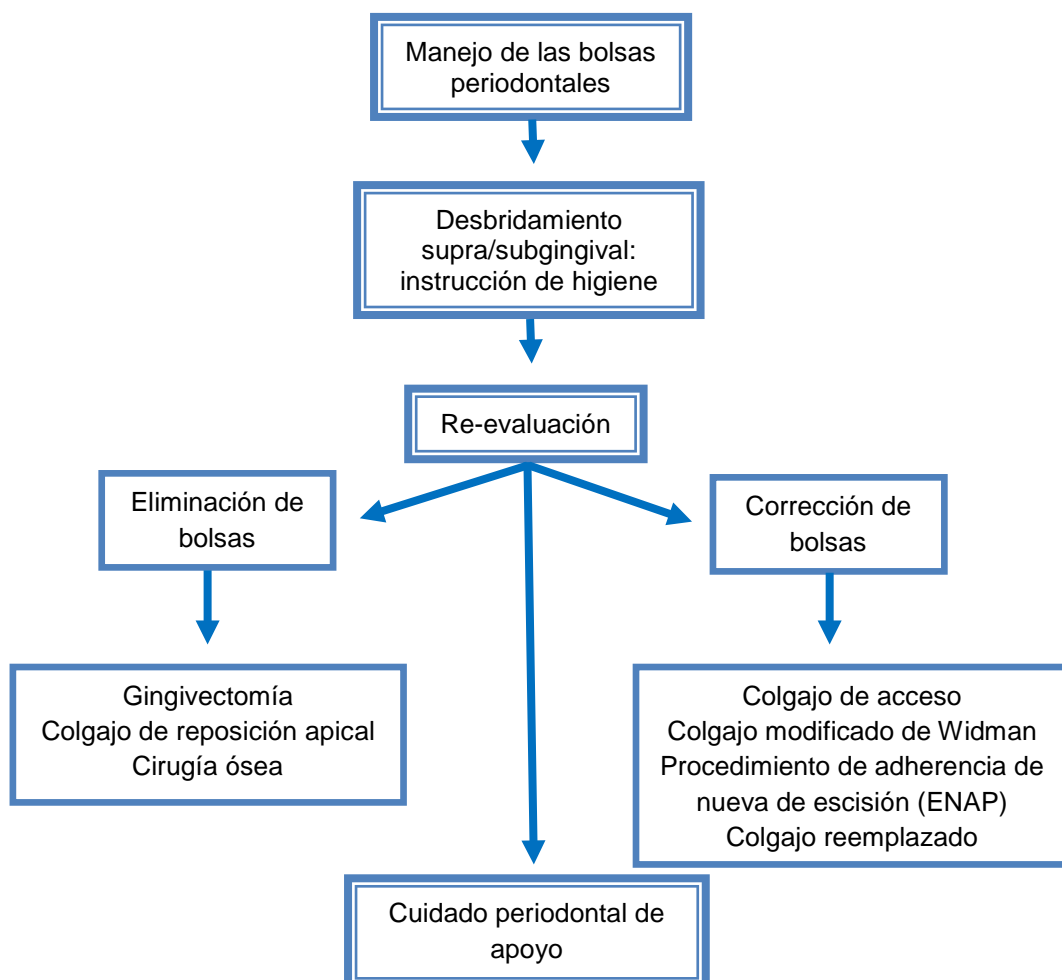 Manejo de las bolsas
periodontales
Desbridamiento
supra/subgingival:
instrucción de higiene
Re-evaluación
Eliminación de
bolsas
Corrección de
bolsas
Gingivectomía
Colgajo de reposición apical
Cirugía ósea
Colgajo de acceso
Colgajo modificado de Widman
Procedimiento de adherencia de
nueva de escisión (ENAP)
Colgajo reemplazado
Cuidado periodontal de
apoyo